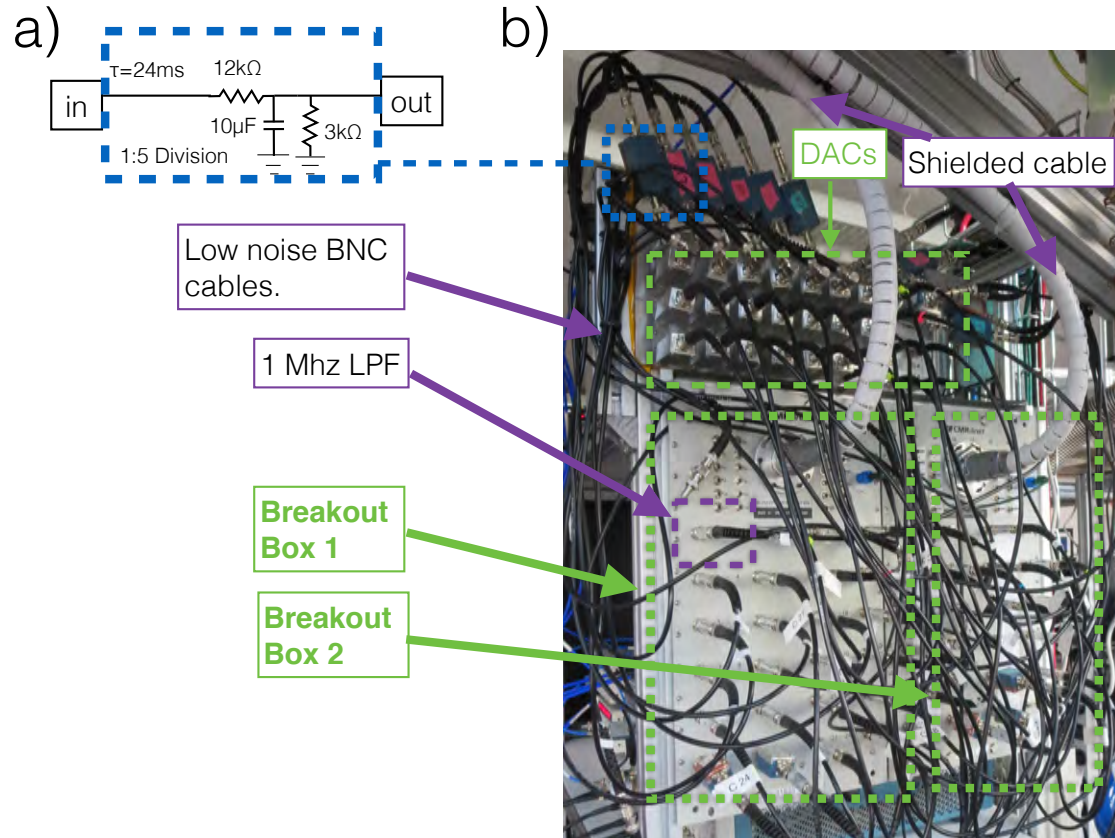 a)
b)
τ=24ms
12kΩ
in
out
10μF
3kΩ
1:5 Division
DACs
Shielded cable
Low noise BNC
cables.
1 Mhz LPF
Breakout
Box 1
Breakout
Box 2
C 24